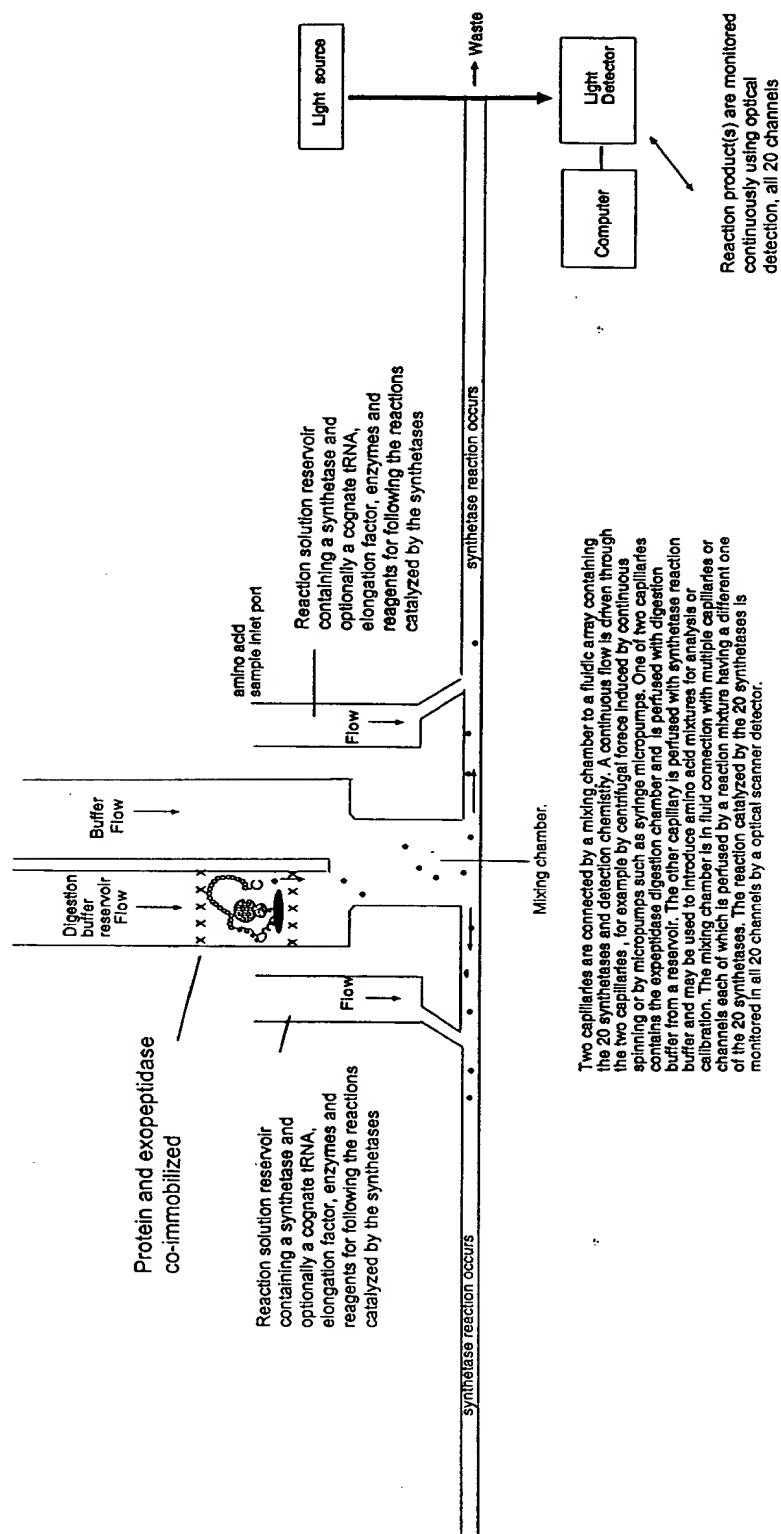 Light source
Waste
Light
Detector
Computer
Reaction product(s) are monitored
continuously using optical
detection, all 20 channels
synthetase reaction occurs
amino acid
sample inlet port
Reaction solution reservoir
containing a synthetase and
optionally a cognate tRNA,
elongation factor, enzymes and
reagents for following the reactions
catalyzed by the synthetases
Flow
Buffer
Flow
Digestion
buffer
reservoir
Flow
X X X X X
C
C
X X X X X
Mixing chamber.
Flow
Protein and exopeptidase
co-immobilized
Reaction solution reservoir
containing a synthetase and
optionally a cognate tRNA,
elongation factor, enzymes and
reagents for following the reactions
catalyzed by the synthetases
synthetase reaction occurs
Two capillaries are connected by a mixing chamber to a fluidic array containing
the 20 synthetases and detection chemistry. A continuous flow is driven through
the two capillaries , for example by centrifugal forece induced by continuous
spinning or by micropumps such as syringe micropumps. One of two capillaries
contains the expeptidase digestion chamber and is perfused with digestion
buffer from a reservoir. The other capillary is perfused with synthetase reaction
buffer and may be used to introduce amino acid mixtures for analysis or
calibration. The mixing chamber is in fluid connection with multiple capillaries or
channels each of which is perfused by a reaction mixture having a different one
of the 20 synthetases. The reaction catalyzed by the 20 synthetases is
monitored in all 20 channels by a optical scanner detector.